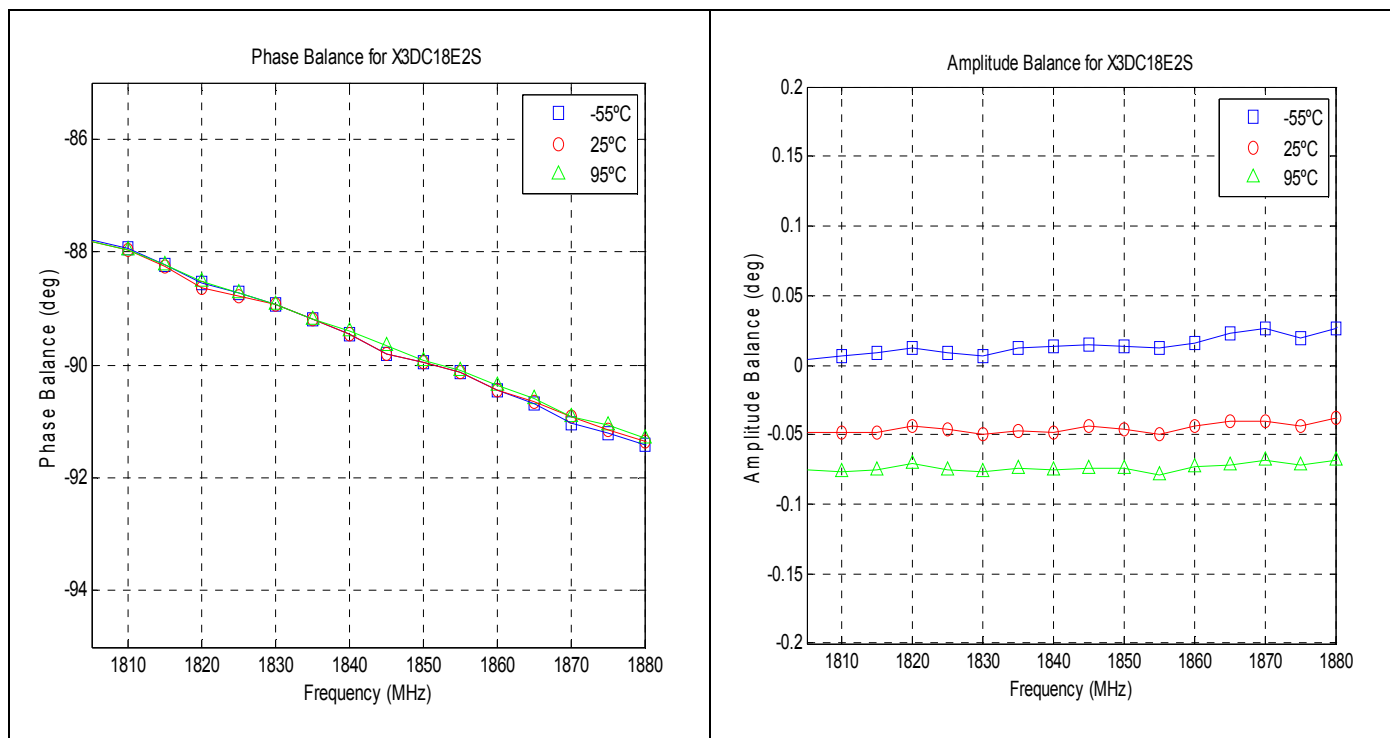 Phase Balance for X3DC18E2S
-55ºC
25ºC
95ºC
-86
-88
-90
-92
-94
Phase Balance (deg)
1810 1820 1830 1840 1850 1860 1870 1880
Frequency (MHz)
Amplitude Balance for X3DC18E2S
-55ºC
25ºC
95ºC
0.2
0.15
0.1
0.05
0
-0.05
-0.1
-0.15
-0.2
Amplitude Balance (deg)
1810 1820 1830 1840 1850 1860 1870 1880
Frequency (MHz)